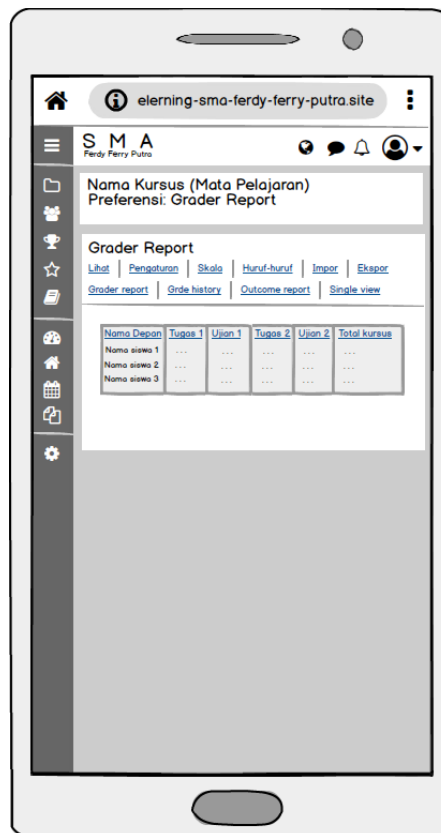 elerning-sma-ferdy-ferry-putra.site
S M A
Ferdy Ferry Putra
Nama Kursus (Mata Pelajaran)
Preferensi: Grader Report
Grader Report
Lihat | Pengaturan | Skala | Huruf-huruf | Impor | Ekspor
Grader report | Grde history | Outcome report | Single view
Nama Depan Tugas 1 Ujian 1 Tugas 2 Ujian 2 Total kursus
Nama siswa 1 ... ... ... ... ...
Nama siswa 2 ... ... ... ... ...
Nama siswa 3 ... ... ... ... ...